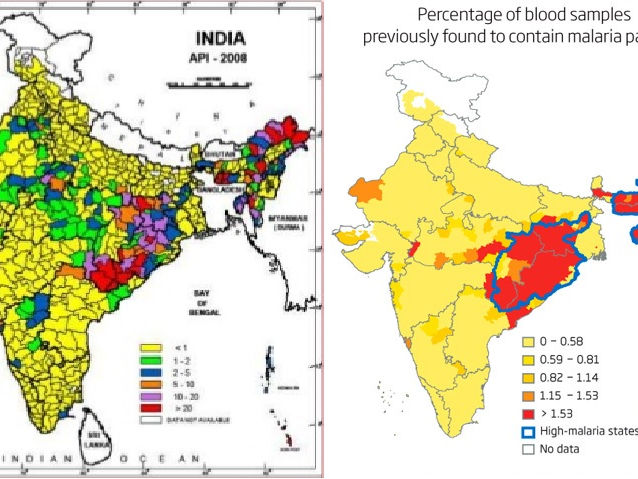 INDIA
API - 2008
BHUTAN
BANGLADESH
MYANMAR
(BURMA)
BAY
OF
BENGAL
< 1
1 - 2
2 - 5
5 - 10
10 - 20
> 20
DATA NOT AVAILABLE
SRI
LANKA
INDIAN OCEAN
Percentage of blood samples
previously found to contain malaria pa
0 – 0.58
0.59 – 0.81
0.82 – 1.14
1.15 – 1.53
> 1.53
High-malaria states
No data